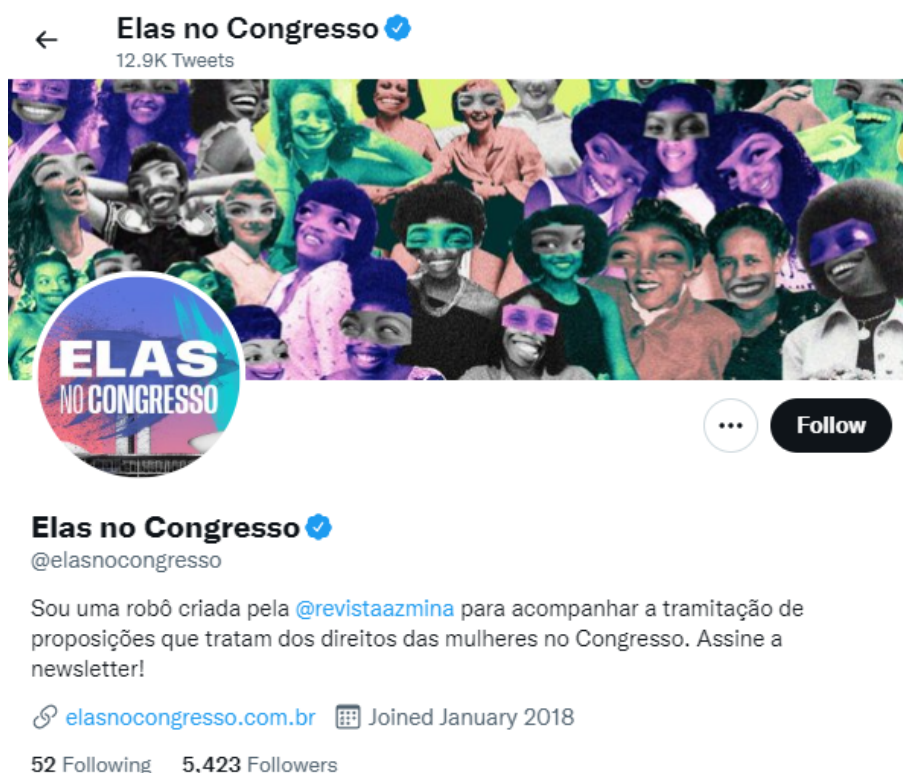 Elas no Congresso
12.9K Tweets
ELAS
NO CONGRESSO
Follow
Elas no Congresso
@elasnocongresso
Sou uma robô criada pela @revistaazmina para acompanhar a tramitação de
proposições que tratam dos direitos das mulheres no Congresso. Assine a
newsletter!
elasnocongresso.com.br Joined January 2018
52 Following 5,423 Followers